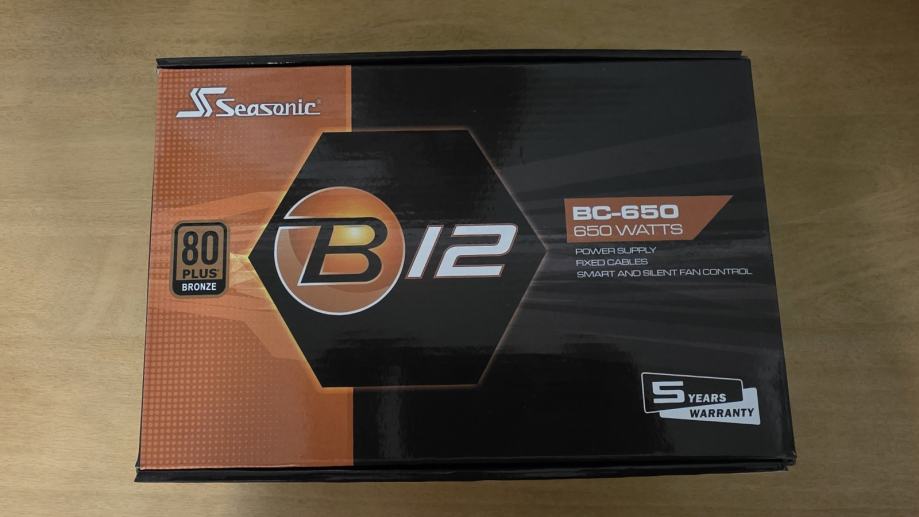 Seasonic
B12
80
PLUS
BRONZE
BC-650
650 WATTS
POWER SUPPLY
FIXED CABLES
SMART AND SILENT FAN CONTROL
5 YEARS
WARRANTY